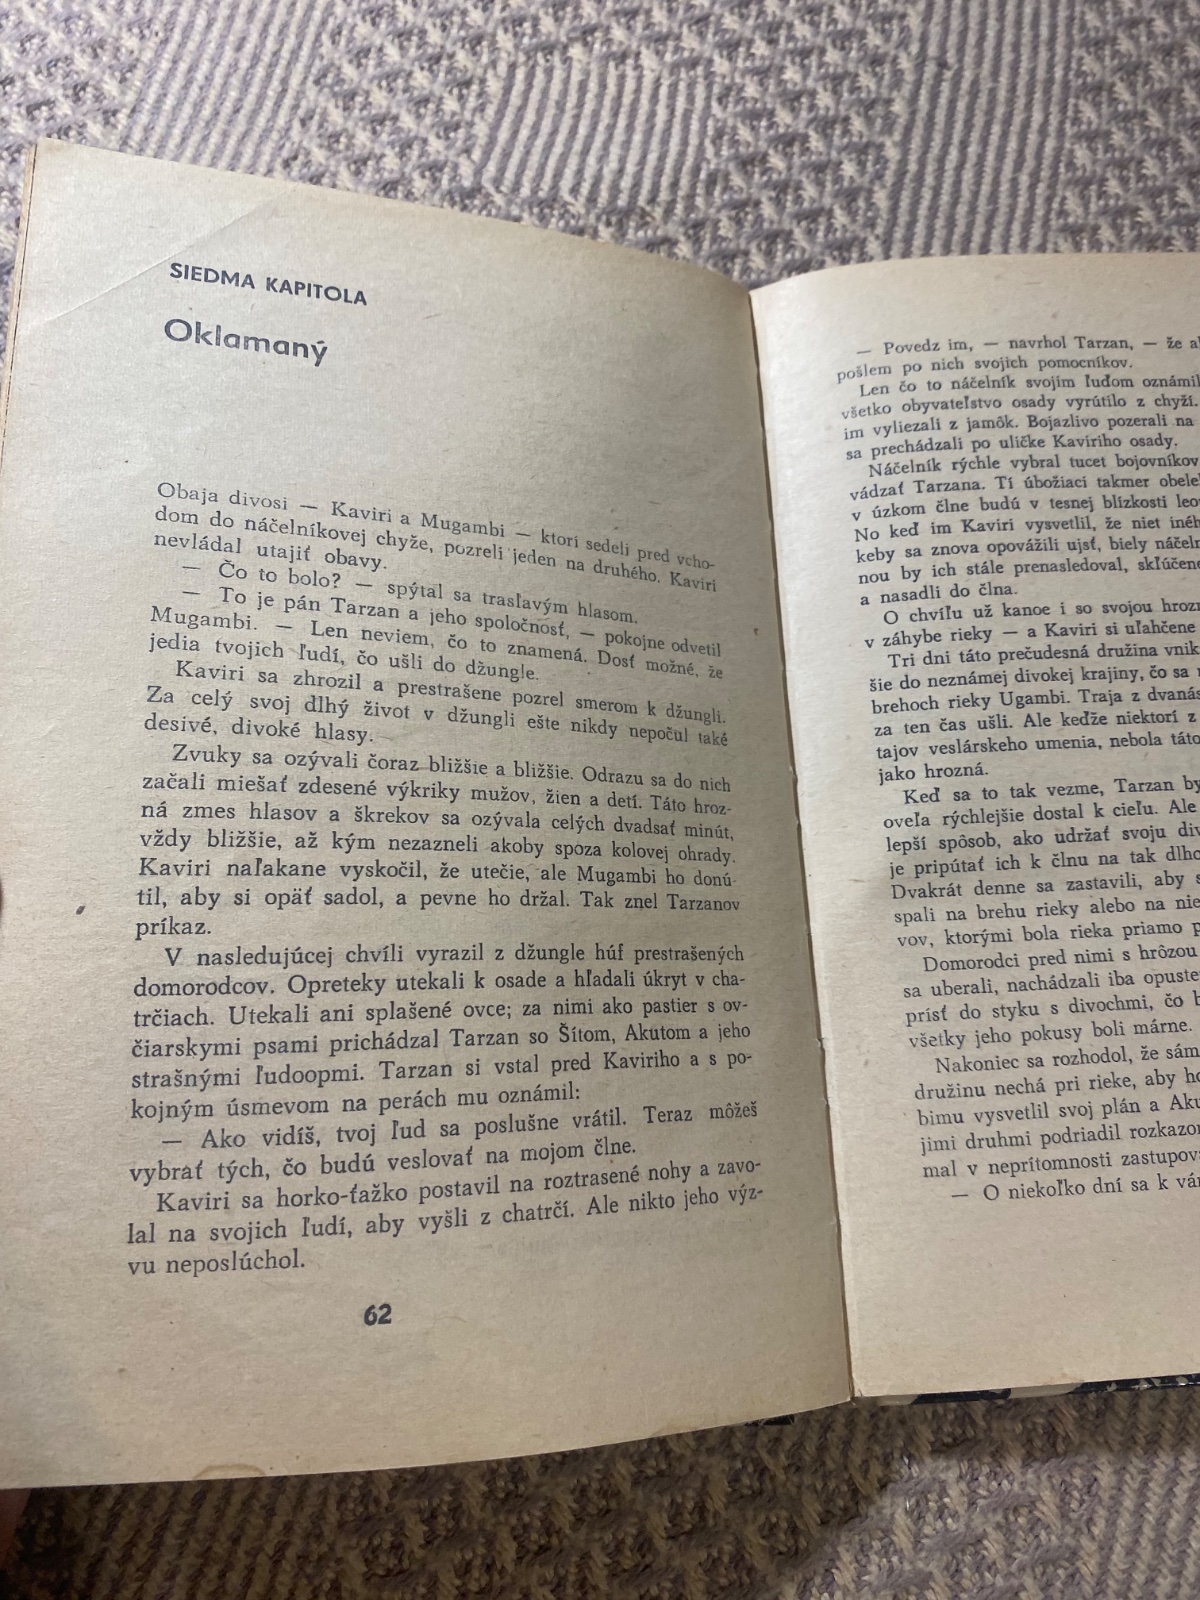 SIEDMA KAPITOLA
Oklamaný
Obaja divosi — Kaviri a Mugambi — ktorí sedeli pred vcho-
dom do náčelníkovej chyže, pozreli jeden na druhého. Kaviri
nevládal utajiť obavy.
— Čo to bolo? — spýtal sa trasľavým hlasom.
— To je pán Tarzan a jeho spoločnosť, — pokojne odvetil
Mugambi. — Len neviem, čo to znamená. Dosť možné, že
jedia tvojich ľudí, čo ušli do džungle.
Kaviri sa zhrozil a prestrašene pozrel smerom k džungli.
Za celý svoj dlhý život v džungli ešte nikdy nepočul také
desivé, divoké hlasy.
Zvuky sa ozývali čoraz bližšie a bližšie. Odrazu sa do nich
začali miešať zdesené výkriky mužov, žien a detí. Táto hroz-
ná zmes hlasov a škrekov sa ozývala celých dvadsať minút,
vždy bližšie, až kým nezazneli akoby spoza kolovej ohrady.
Kaviri naľakane vyskočil, že utečie, ale Mugambi ho donú-
til, aby si opäť sadol, a pevne ho držal. Tak znel Tarzanov
príkaz.
V nasledujúcej chvíli vyrazil z džungle húf prestrašených
domorodcov. Opreteky utekali k osade a hľadali úkryt v cha-
trčiach. Utekali ani splašené ovce; za nimi ako pastier s ov-
čiarskymi psami prichádzal Tarzan so Šítom, Akutom a jeho
strašnými ľudoopmi. Tarzan si vstal pred Kaviriho a s po-
kojným úsmevom na perách mu oznámil:
— Ako vidíš, tvoj ľud sa poslušne vrátil. Teraz môžeš
vybrať tých, čo budú veslovať na mojom člne.
Kaviri sa horko-ťažko postavil na roztrasené nohy a zavo-
lal na svojich ľudí, aby vyšli z chatrčí. Ale nikto jeho výz-
vu neposlúchol.
62
— Povedz im, — navrhol Tarzan, — že
pošlem po nich svojich pomocníkov.
Len čo to náčelník svojim ľuďom oznámil
všetko obyvateľstvo osady vyrútilo z chyží.
im vyliezali z jamôk. Bojazlivo pozerali na
sa prechádzali po uličke Kaviriho osady.
Náčelník rýchle vybral tucet bojovníkov
vádzať Tarzana. Tí úbožiaci takmer
v úzkom člne budú v tesnej blízkosti
No keď im Kaviri vysvetlil, že niet
keby sa znova opovážili ujsť, biely
nou by ich stále prenasledoval, skľúčene
a nasadli do člna.
O chvíľu už kanoe i so svojou
v záhybe rieky — a Kaviri si uľahčene
Tri dni táto prečudesná družina
šie do neznámej divokej krajiny, čo sa
brehoch rieky Ugambi. Traja z
za ten čas ušli. Ale keďže niektorí z
tajov veslárskeho umenia, nebola
jako hrozná.
Keď sa to tak vezme, Tarzan
oveľa rýchlejšie dostal k cieľu. Ale
lepší spôsob, ako udržať svoju
je pripútať ich k člnu na tak dlho
Dvakrát denne sa zastavili, aby
spali na brehu rieky alebo na
vov, ktorými bola rieka priamo
Domorodci pred nimi s hrôzou
sa uberali, nachádzali iba
prísť do styku s divochmi, čo
všetky jeho pokusy boli márne.
Nakoniec sa rozhodol, že sám
družinu nechá pri rieke, aby
bimu vysvetlil svoj plán a
jimi druhmi podriadil
mal v neprítomnosti
— O niekoľko dní sa k